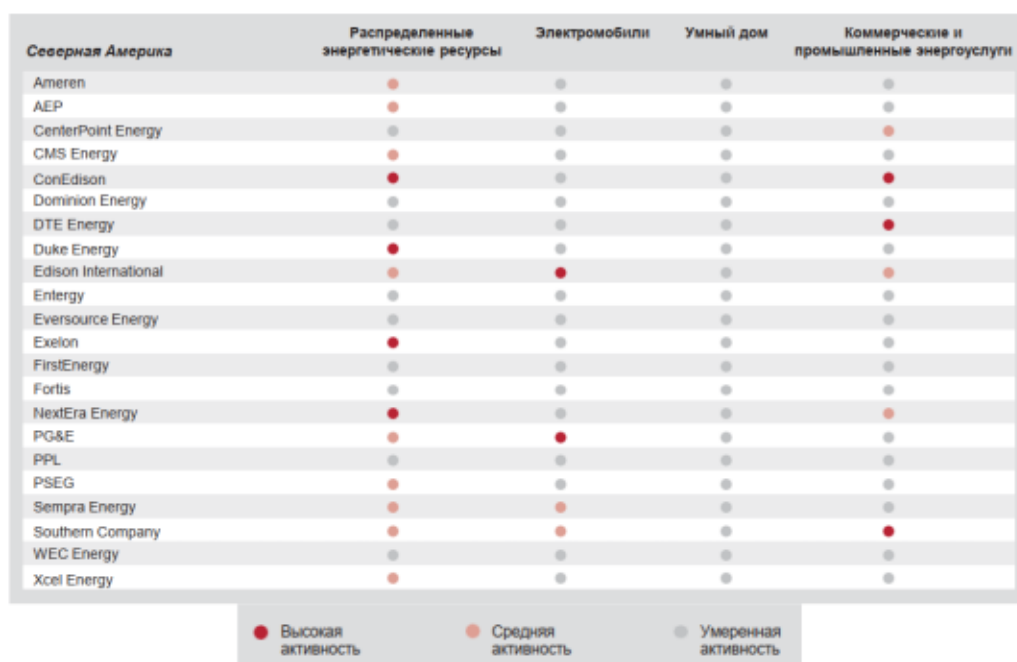 Северная Америка
Распределенные
энергетические ресурсы
Электромобили
Умный дом
Коммерческие и
промышленные энергоуслуги
Ameren
AEP
CenterPoint Energy
CMS Energy
ConEdison
Dominion Energy
DTE Energy
Duke Energy
Edison International
Entergy
Eversource Energy
Exelon
FirstEnergy
Fortis
NextEra Energy
PG&E
PPL
PSEG
Sempra Energy
Southern Company
WEC Energy
Xcel Energy
Высокая
активность
Средняя
активность
Умеренная
активность